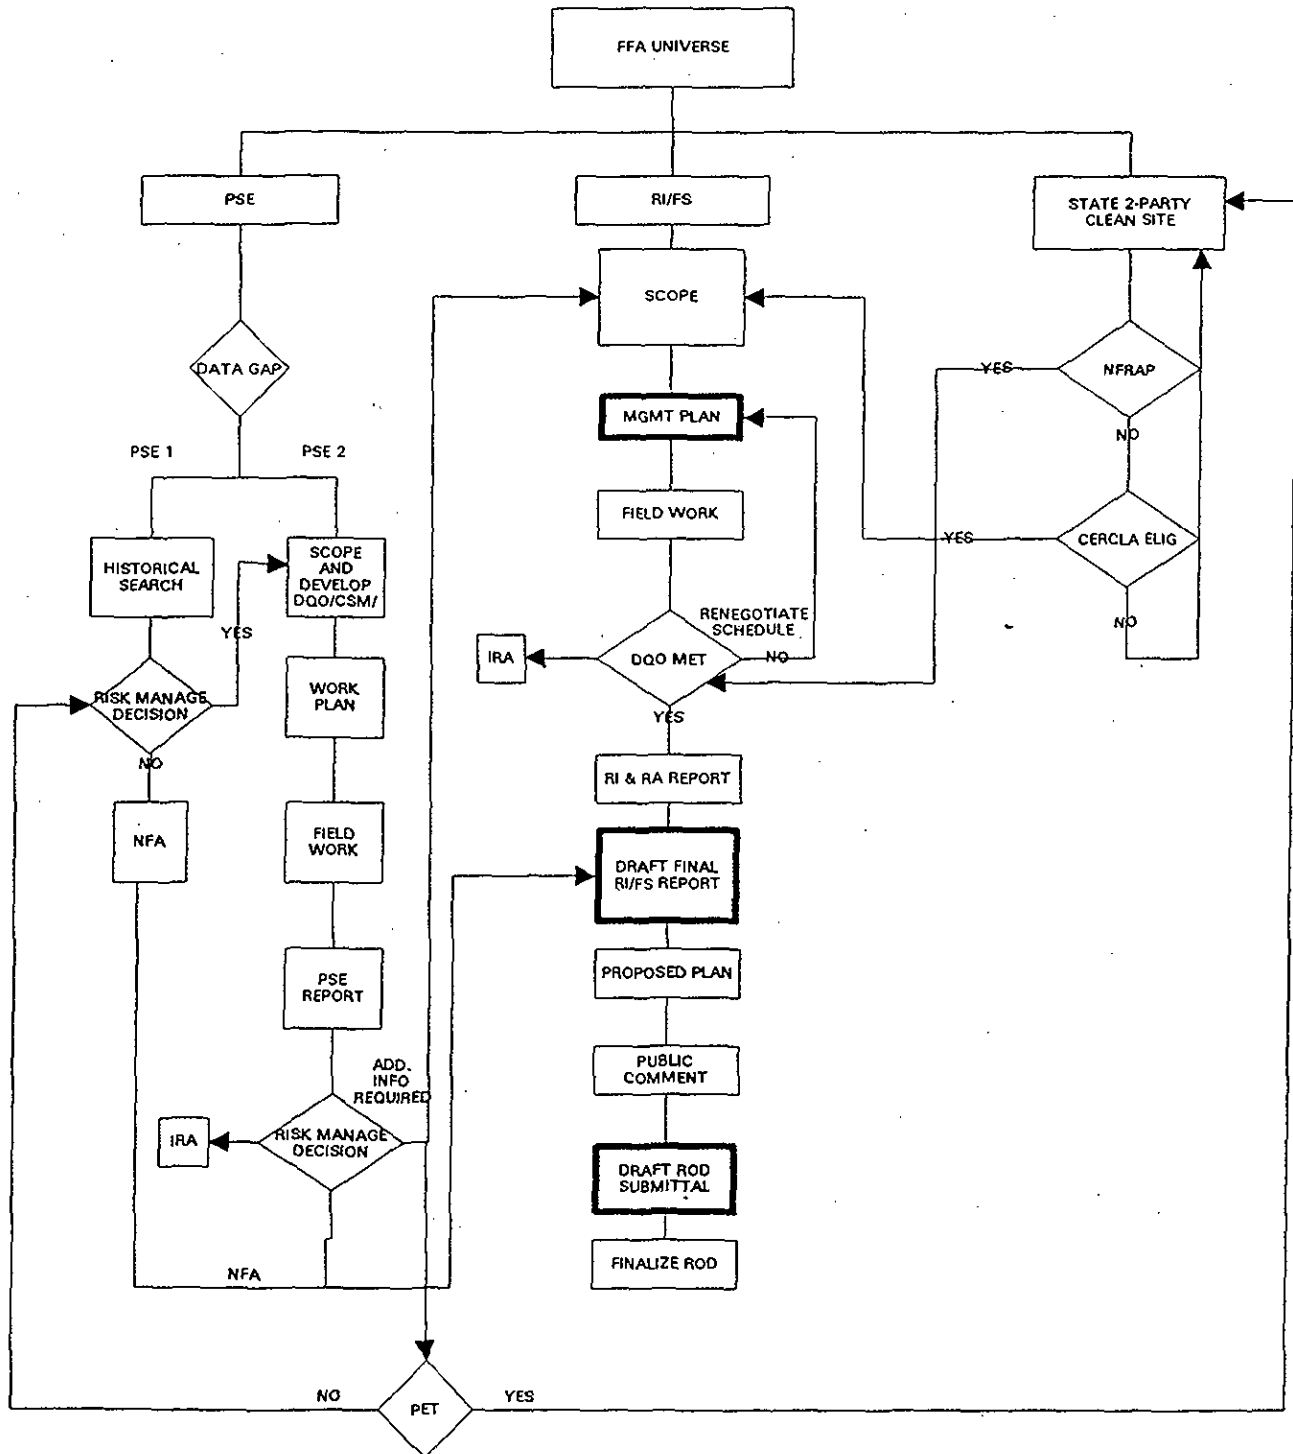 FFA UNIVERSE
PSE
RI/FS
STATE 2-PARTY
CLEAN SITE
SCOPE
DATA GAP
YES
NFRAP
MGMT PLAN
NO
PSE 1
PSE 2
FIELD WORK
HISTORICAL
SEARCH
SCOPE
AND
DEVELOP
DQO/CSM/
YES
CERCLA ELIG
NO
YES
RENEGOTIATE
SCHEDULE
IRA
DQO MET
NO
RISK MANAGE
DECISION
WORK
PLAN
YES
NO
RI & RA REPORT
NFA
FIELD
WORK
DRAFT FINAL
RI/FS REPORT
PSE
REPORT
PROPOSED PLAN
ADD.
INFO
REQUIRED
PUBLIC
COMMENT
IRA
RISK MANAGE
DECISION
DRAFT ROD
SUBMITTAL
FINALIZE ROD
NFA
NO
PET
YES